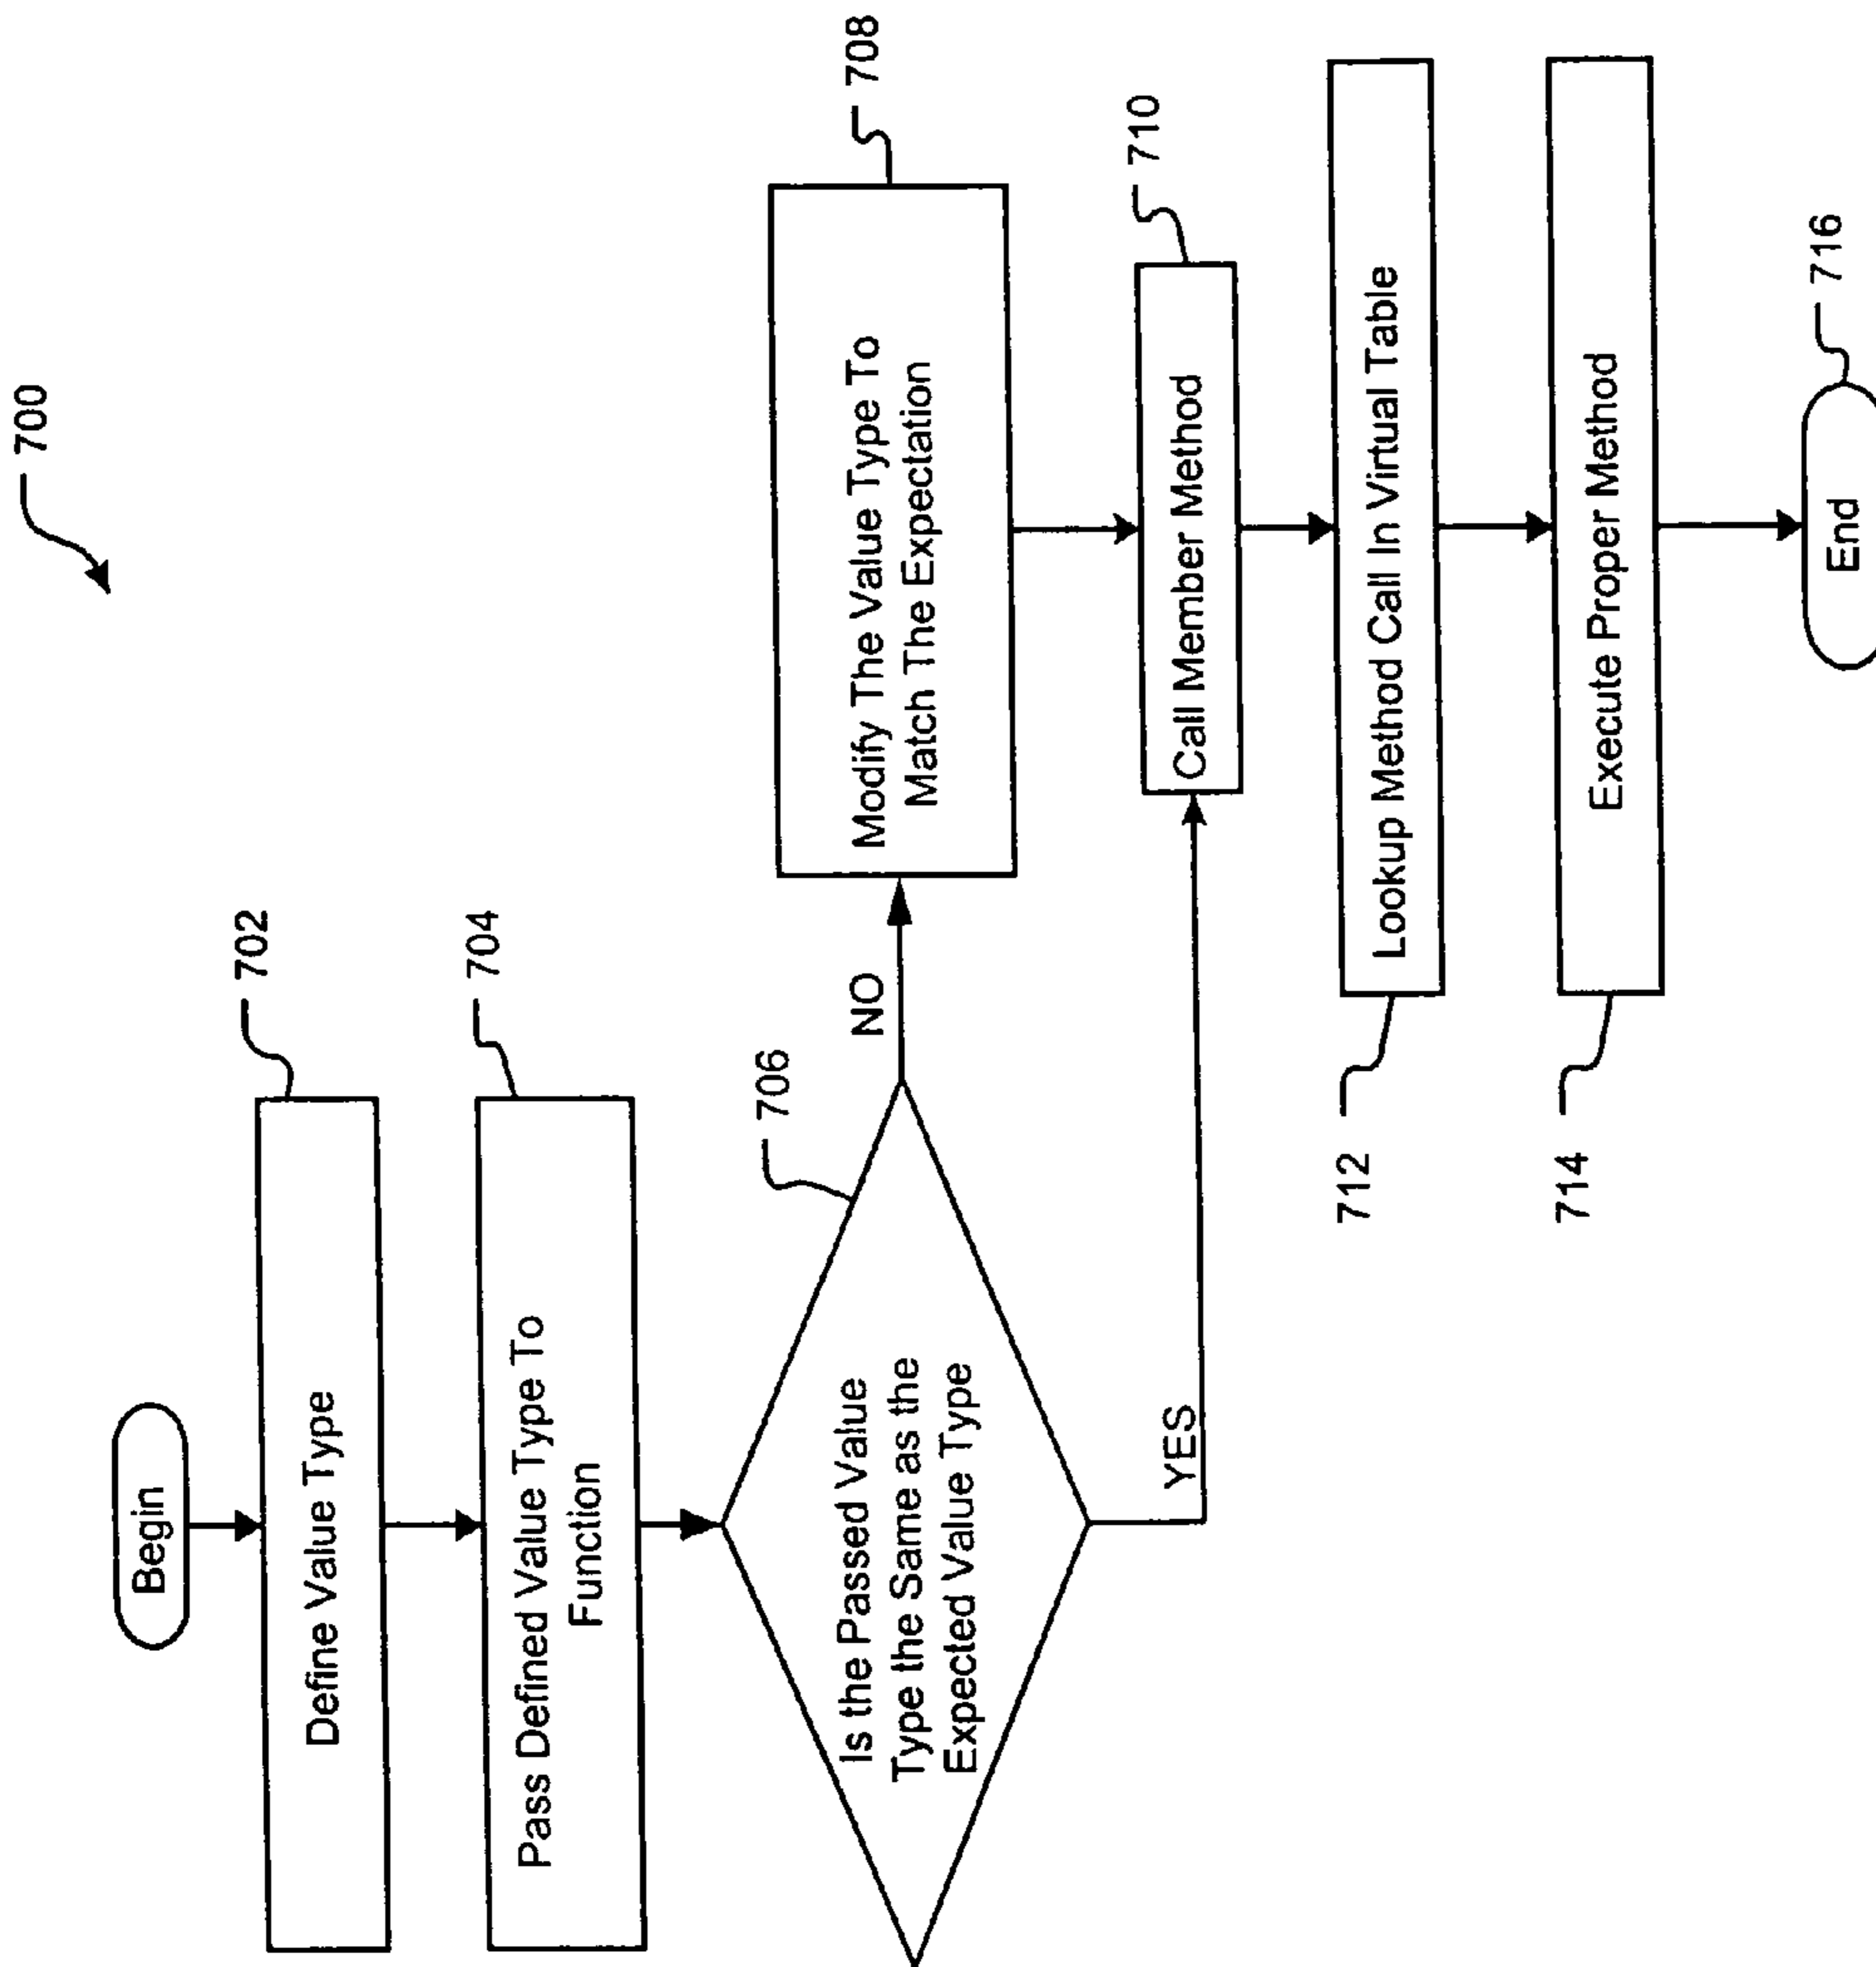 700
Begin
Define Value Type
702
Pass Defined Value Type To
Function
704
Is the Passed Value
Type the Same as the
Expected Value Type
706
NO
YES
Modify The Value Type To
Match The Expectation
708
Call Member Method
710
Lookup Method Call In Virtual Table
712
Execute Proper Method
714
End
716